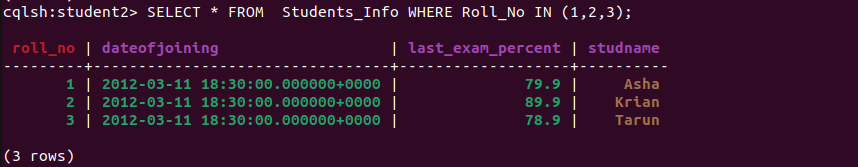 cqlsh:student2> SELECT * FROM  Students_Info WHERE Roll_No IN (1,2,3);
 roll_no | dateofjoining                   | last_exam_percent | studname
---------+---------------------------------+-------------------+----------
       1 | 2012-03-11 18:30:00.000000+0000 |              79.9 |     Asha
       2 | 2012-03-11 18:30:00.000000+0000 |              89.9 |    Krian
       3 | 2012-03-11 18:30:00.000000+0000 |              78.9 |    Tarun
(3 rows)